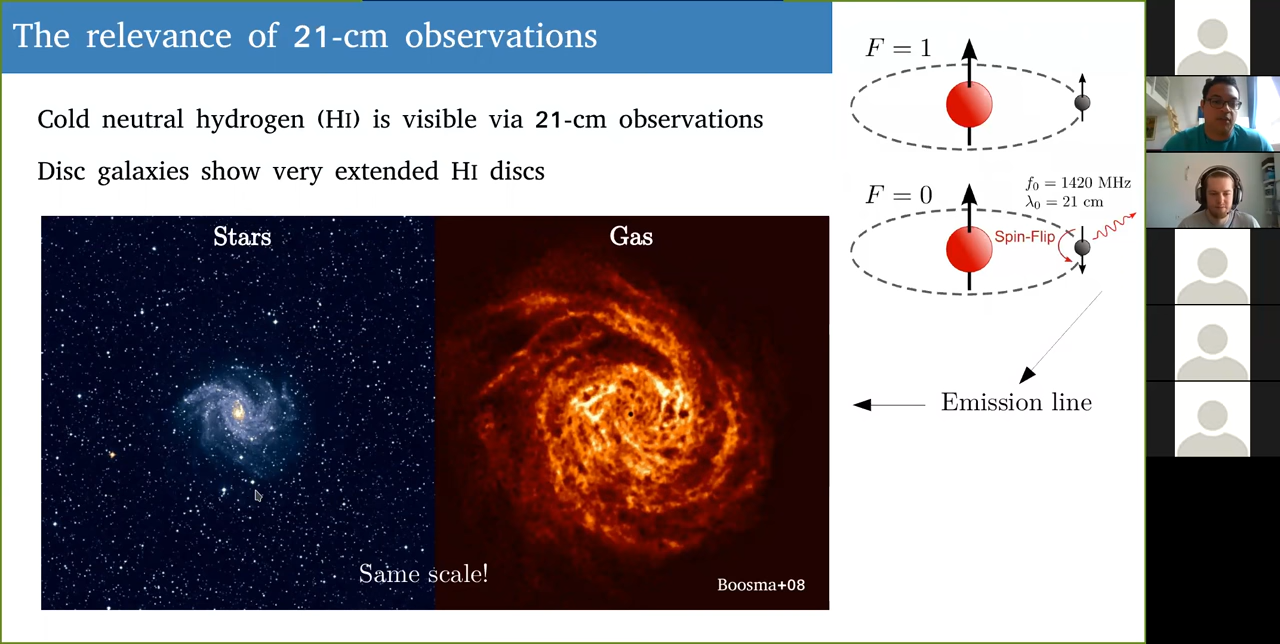 The relevance of 21-cm observations
Cold neutral hydrogen (HI) is visible via 21-cm observations
Disc galaxies show very extended HI discs
Stars
Gas
Same scale!
Boosma+08
F = 1
F = 0
f₀ = 1420 MHz
λ₀ = 21 cm
Spin-Flip
Emission line